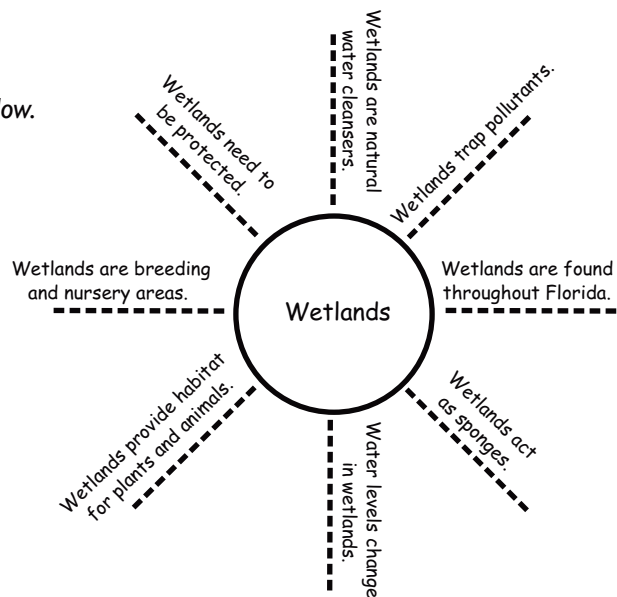 low.
Wetlands are natural
water cleansers.
Wetlands trap pollutants.
Wetlands need to
be protected.
Wetlands are breeding
and nursery areas.
Wetlands
Wetlands are found
throughout Florida.
Wetlands provide habitat
for plants and animals.
Water levels change
in wetlands.
Wetlands act
as sponges.